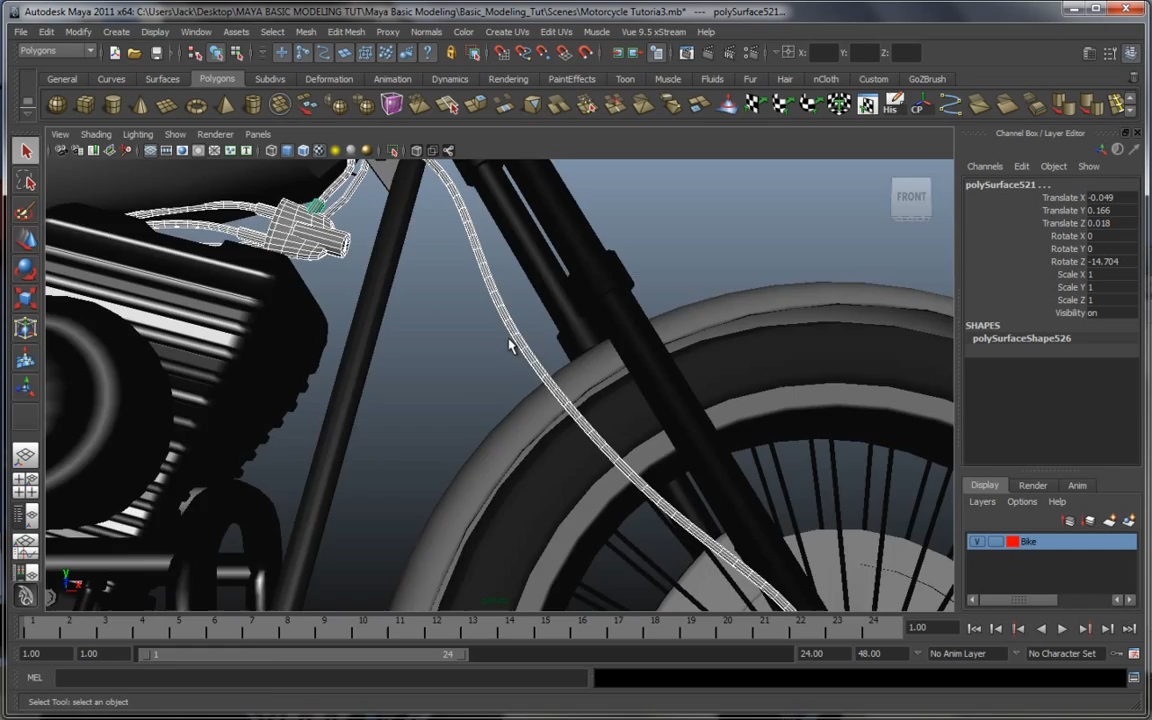 Autodesk Maya 2011 x64: C:\Users\Jack\Desktop\MAYA BASIC MODELING TUT\Maya Basic Modeling\Basic_Modeling_Tut\Scenes\Motorcycle Tutoria3.mb* --- polySurface521...
File Edit Modify Create Display Window Assets Select Mesh Edit Mesh Proxy Normals Color Create UVs Edit UVs Muscle Vue 9.5 xStream Help
Polygons X: Y: Z:
General Curves Surfaces Polygons Subdivs Deformation Animation Dynamics Rendering PaintEffects Toon Muscle Fluids Fur Hair nCloth Custom GoZBrush
His CP
View Shading Lighting Show Renderer Panels
FRONT
Channel Box / Layer Editor
Channels Edit Object Show
polySurface521 . . .
Translate X -0.049
Translate Y 0.166
Translate Z 0.018
Rotate X 0
Rotate Y 0
Rotate Z -14.704
Scale X 1
Scale Y 1
Scale Z 1
Visibility on
SHAPES
polySurfaceShape526
Display Render Anim
Layers Options Help
V Bike
y x
1 2 3 4 5 6 7 8 9 10 11 12 13 14 15 16 17 18 19 20 21 22 23 24 1.00
1.00 1.00 1 24 24.00 48.00 No Anim Layer No Character Set
MEL
Select Tool: select an object